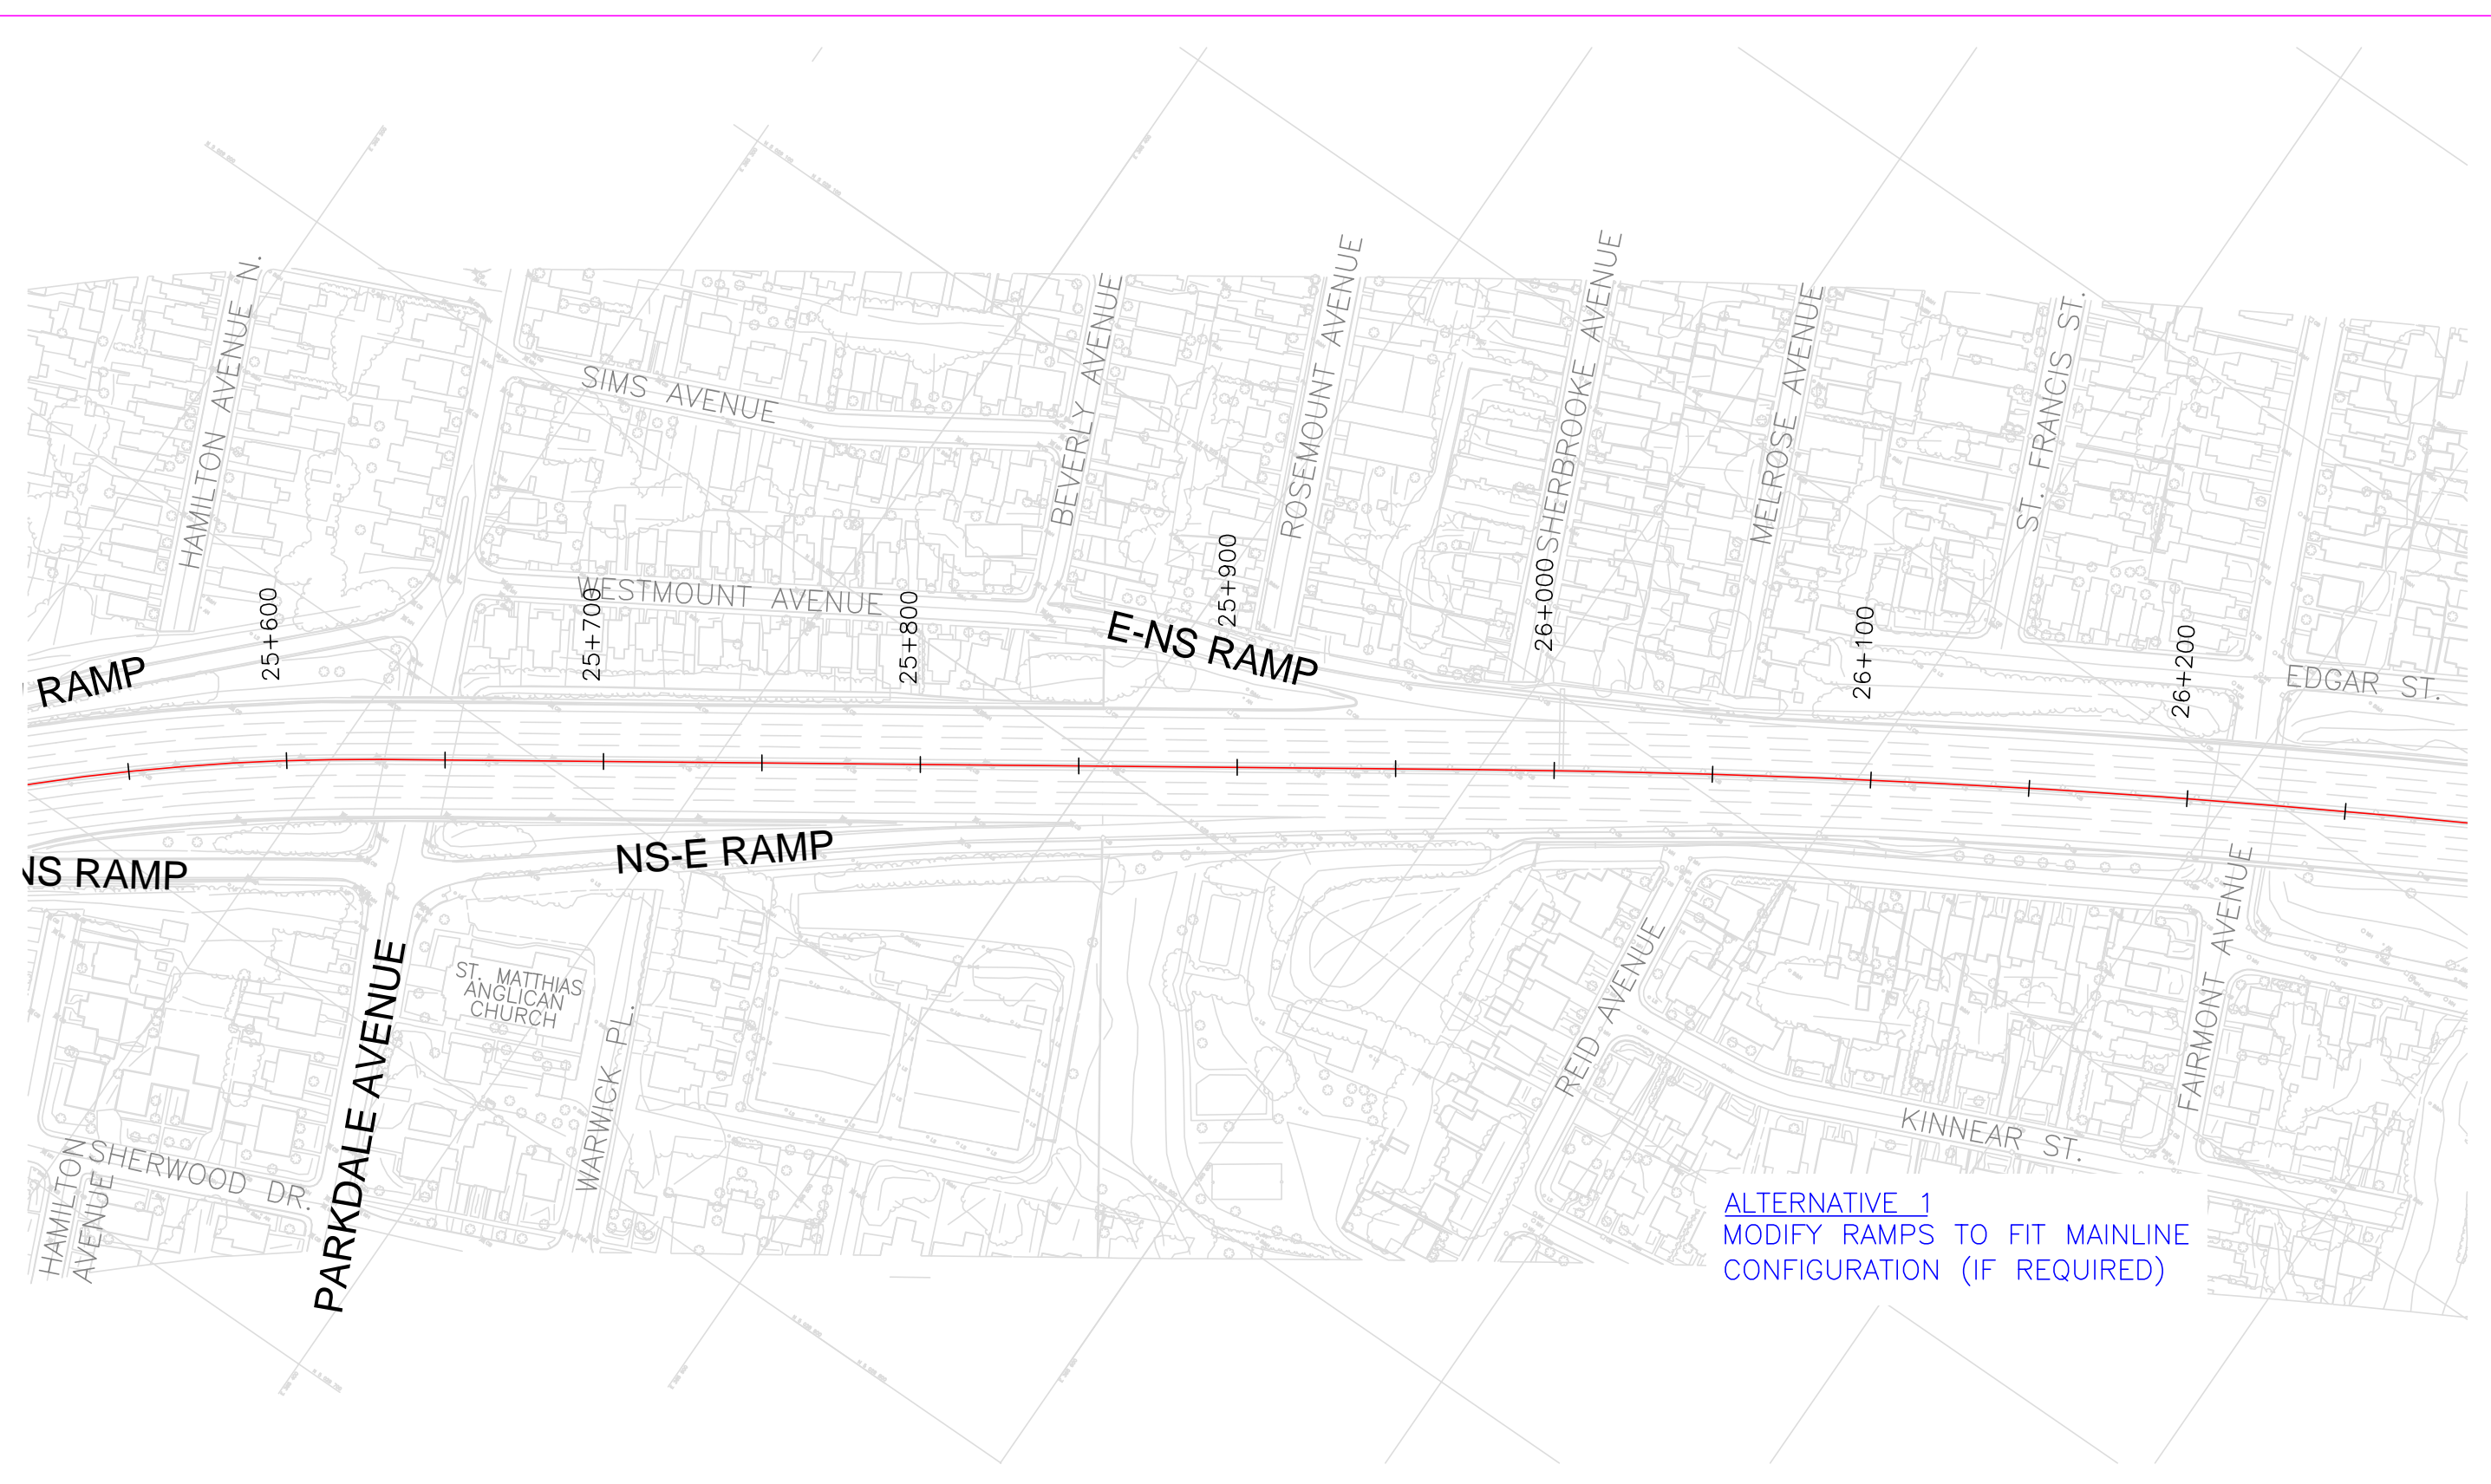 HAMILTON AVENUE N.
SIMS AVENUE
BEVERLY AVENUE
ROSEMOUNT AVENUE
SHERBROOKE AVENUE
MELROSE AVENUE
ST. FRANCIS ST.
WESTMOUNT AVENUE
25+600
25+700
25+800
25+900
26+000
26+100
26+200
EDGAR ST.
RAMP
E-NS RAMP
NS RAMP
NS-E RAMP
PARKDALE AVENUE
ST. MATTHIAS
ANGLICAN
CHURCH
WARWICK PL.
REID AVENUE
FAIRMONT AVENUE
KINNEAR ST.
SHERWOOD DR.
HAMILTON
AVENUE
ALTERNATIVE 1
MODIFY RAMPS TO FIT MAINLINE
CONFIGURATION (IF REQUIRED)